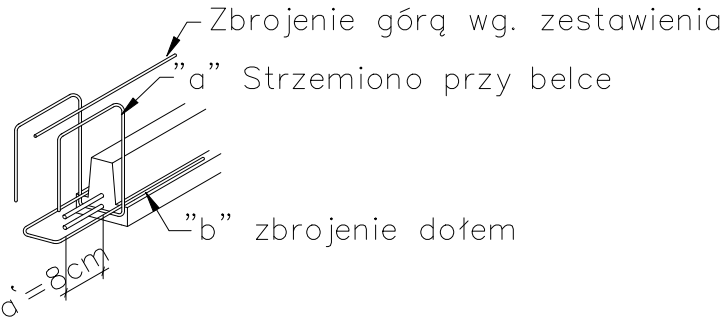 Zbrojenie górą wg. zestawienia
"a" Strzemiono przy belce
"b" zbrojenie dołem
a'=8cm